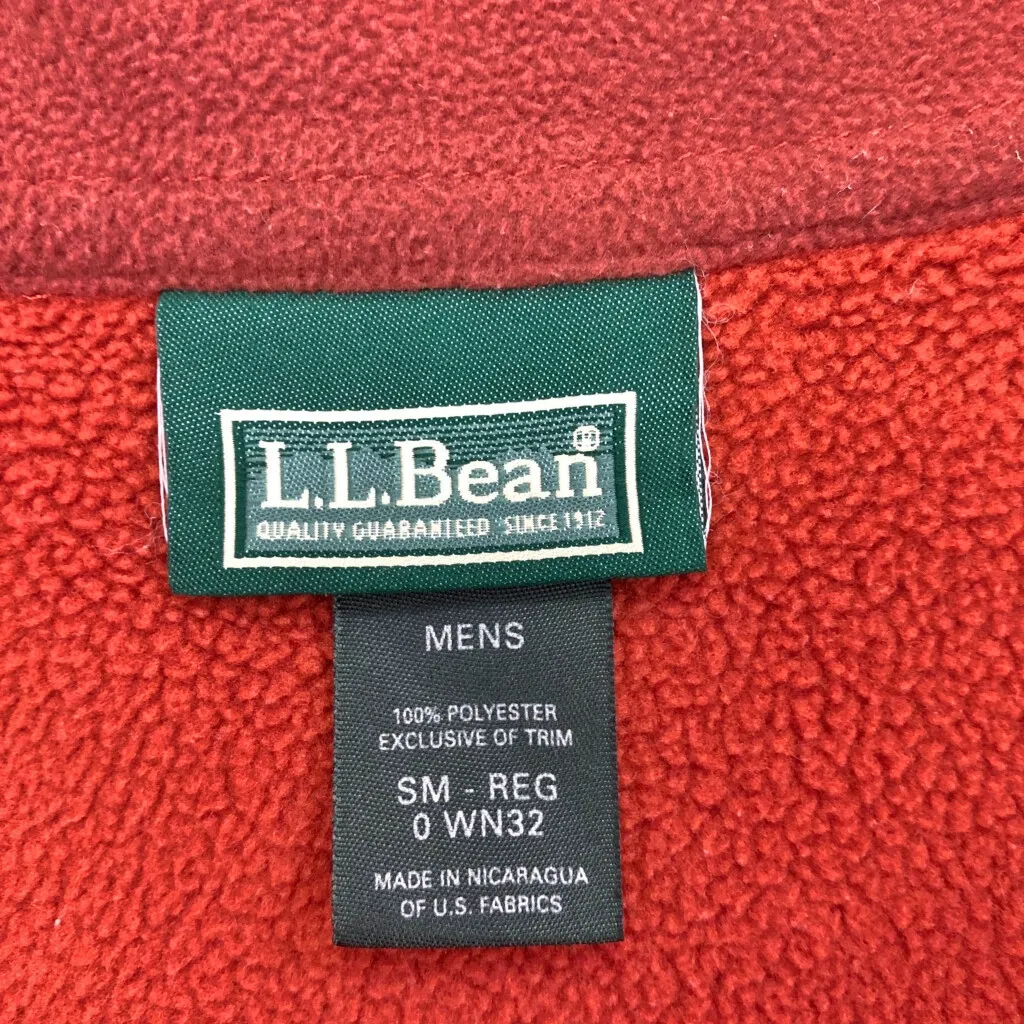 L.L.Bean®
QUALITY GUARANTEED SINCE 1912
MENS
100% POLYESTER
EXCLUSIVE OF TRIM
SM - REG
0 WN32
MADE IN NICARAGUA
OF U.S. FABRICS